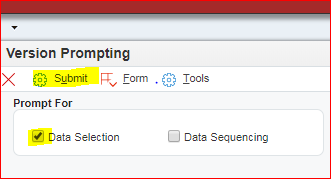 Version Prompting
Submit Form Tools
Prompt For
Data Selection Data Sequencing